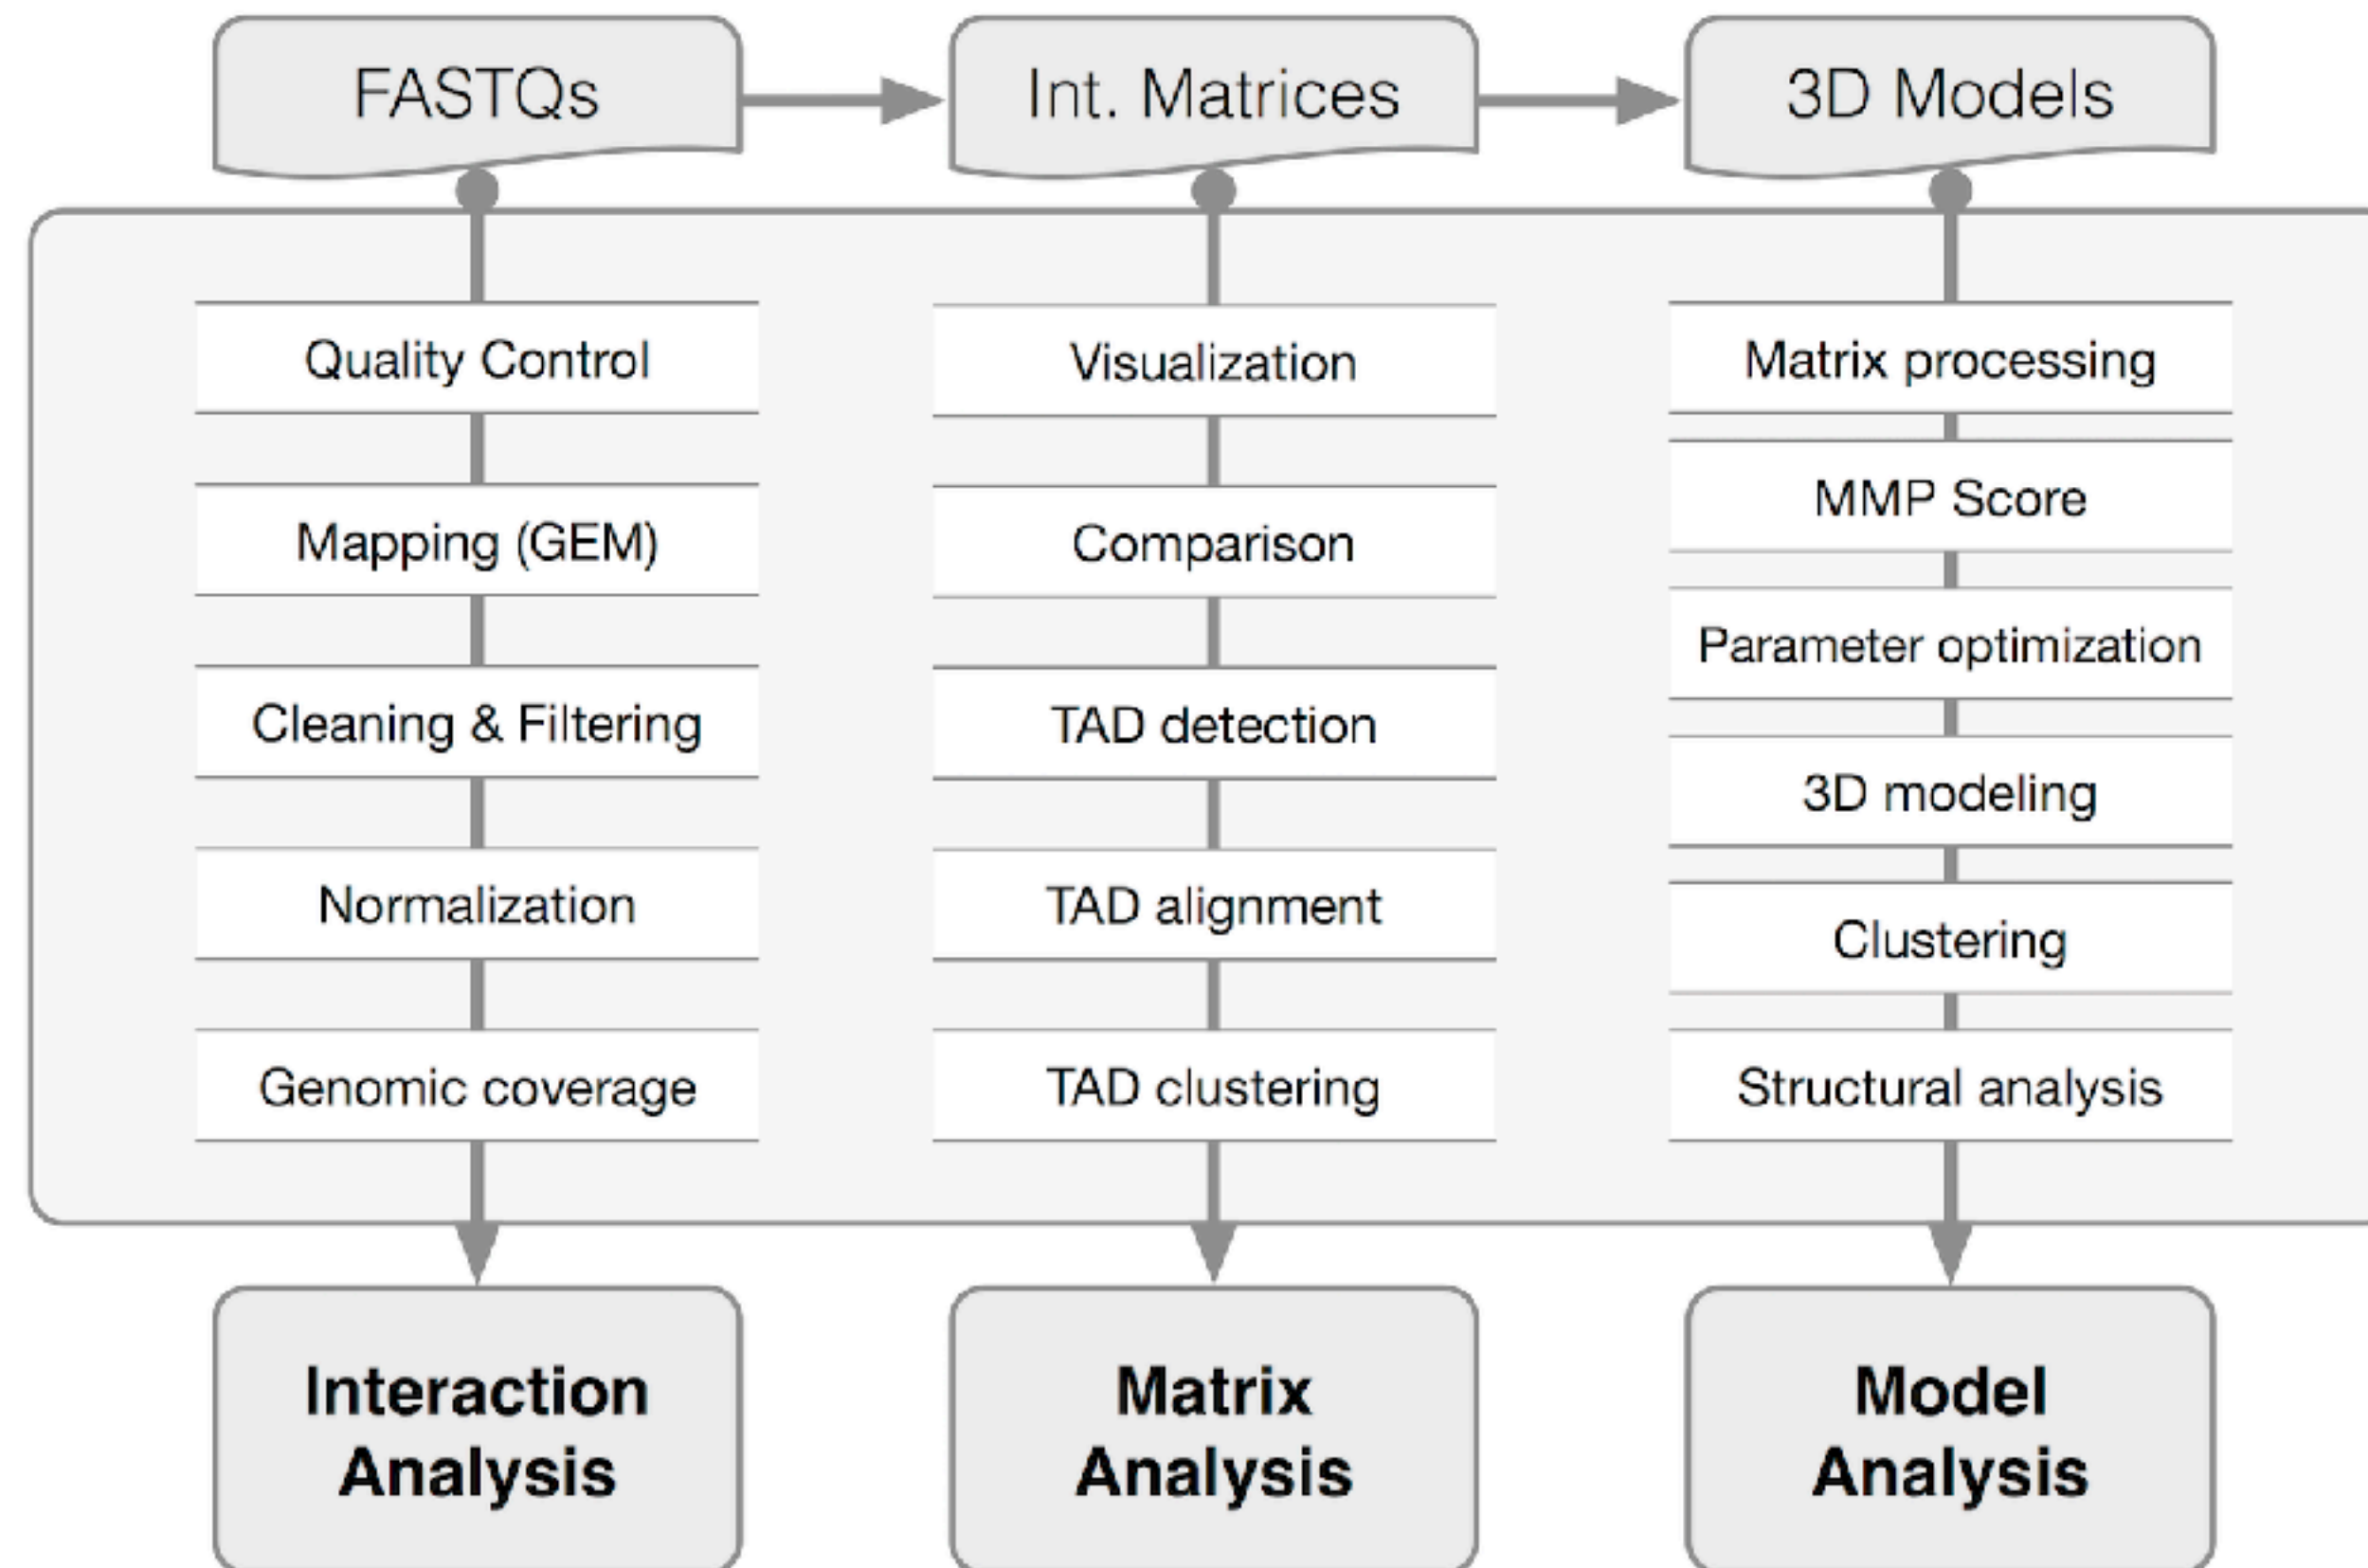 FASTQs
Int. Matrices
3D Models
Quality Control
Mapping (GEM)
Cleaning & Filtering
Normalization
Genomic coverage
Visualization
Comparison
TAD detection
TAD alignment
TAD clustering
Matrix processing
MMP Score
Parameter optimization
3D modeling
Clustering
Structural analysis
Interaction
Analysis
Matrix
Analysis
Model
Analysis